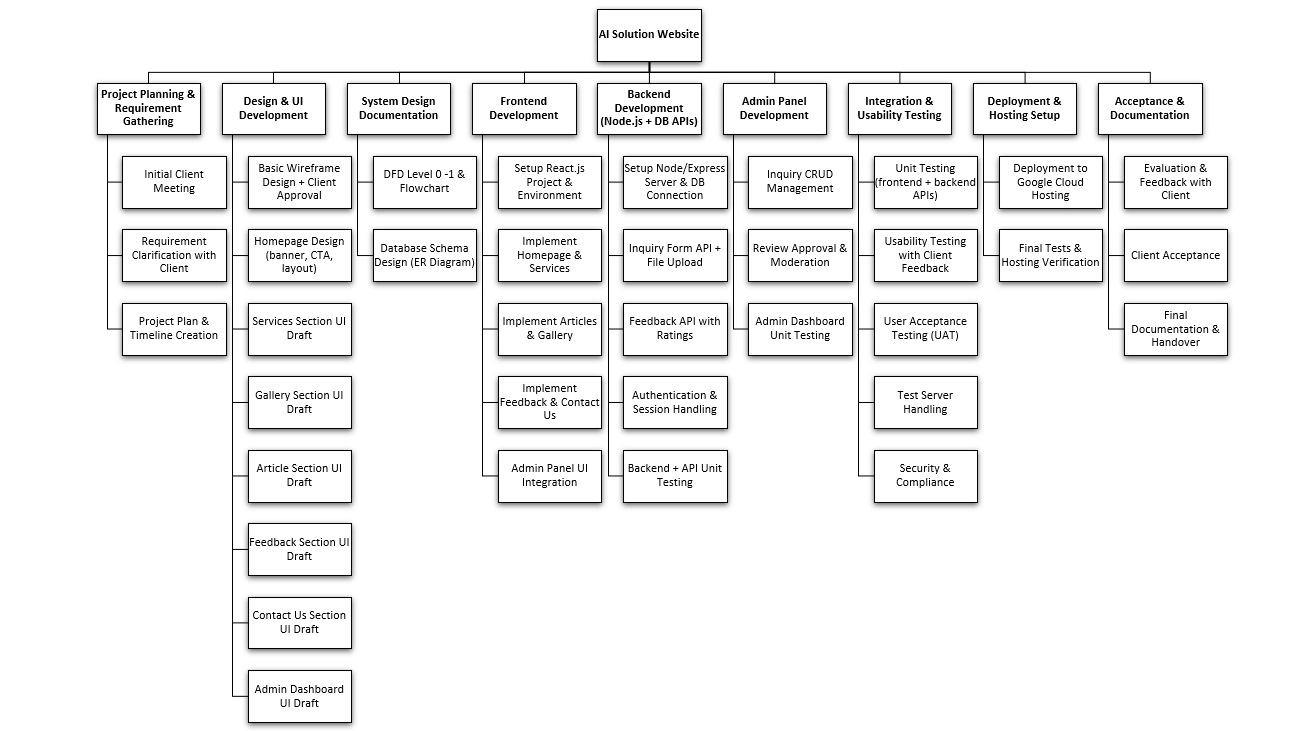 AI Solution Website
Project Planning &
Requirement
Gathering
Initial Client
Meeting
Requirement
Clarification with
Client
Project Plan &
Timeline Creation
Design & UI
Development
Basic Wireframe
Design + Client
Approval
Homepage Design
(banner, CTA,
layout)
Services Section UI
Draft
Gallery Section UI
Draft
Article Section UI
Draft
Feedback Section UI
Draft
Contact Us Section
UI Draft
Admin Dashboard
UI Draft
System Design
Documentation
DFD Level 0 -1 &
Flowchart
Database Schema
Design (ER Diagram)
Frontend
Development
Setup React.js
Project &
Environment
Implement
Homepage &
Services
Implement Articles
& Gallery
Implement
Feedback & Contact
Us
Admin Panel UI
Integration
Backend
Development
(Node.js + DB APIs)
Setup Node/Express
Server & DB
Connection
Inquiry Form API +
File Upload
Feedback API with
Ratings
Authentication &
Session Handling
Backend + API Unit
Testing
Admin Panel
Development
Inquiry CRUD
Management
Review Approval &
Moderation
Admin Dashboard
Unit Testing
Integration &
Usability Testing
Unit Testing
(frontend + backend
APIs)
Usability Testing
with Client
Feedback
User Acceptance
Testing (UAT)
Test Server
Handling
Security &
Compliance
Deployment &
Hosting Setup
Deployment to
Google Cloud
Hosting
Final Tests &
Hosting Verification
Acceptance &
Documentation
Evaluation &
Feedback with
Client
Client Acceptance
Final
Documentation &
Handover